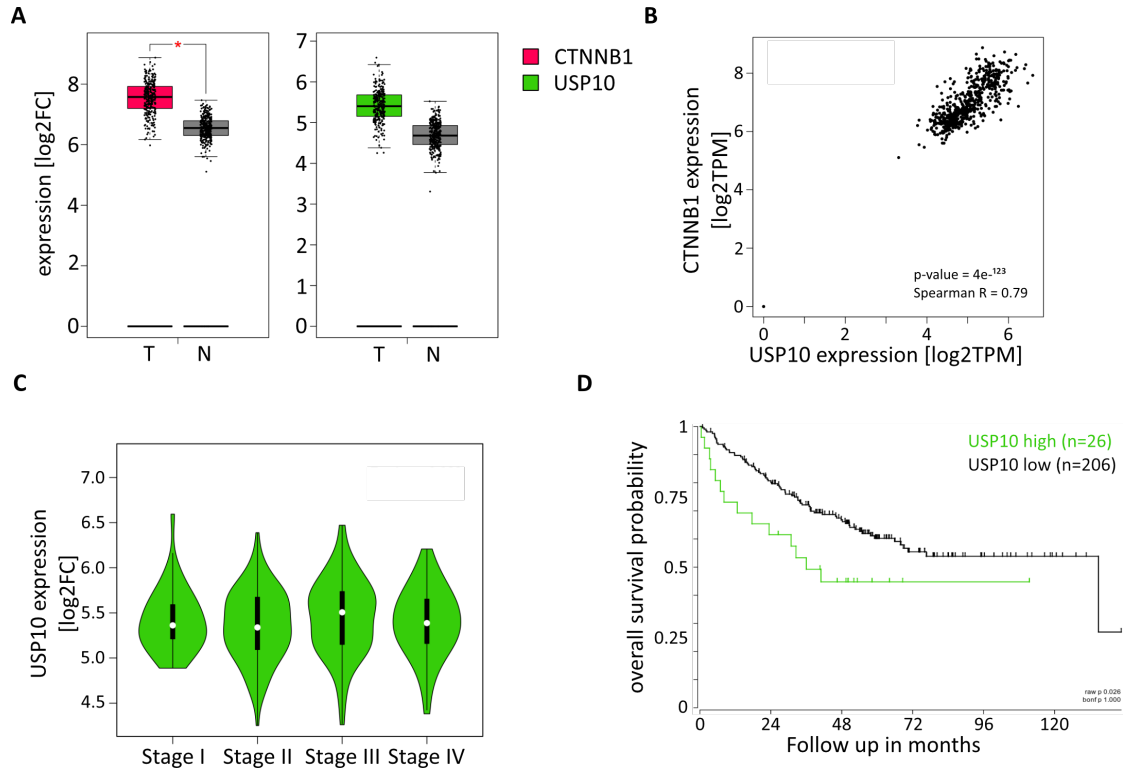 A
expression [log2FC]
8
6
4
2
0
T
N
*
7
6
5
4
3
2
1
0
T
N
CTNNB1
USP10
B
CTNNB1 expression
[log2TPM]
8
6
4
2
0
p-value = 4e-¹²³
Spearman R = 0.79
0
2
4
6
USP10 expression [log2TPM]
C
USP10 expression
[log2FC]
7.0
6.5
6.0
5.5
5.0
4.5
Stage I
Stage II
Stage III
Stage IV
D
overall survival probability
1
0.75
0.5
0.25
0
USP10 high (n=26)
USP10 low (n=206)
raw p 0.026
bonf p 1.000
0
24
48
72
96
120
Follow up in months